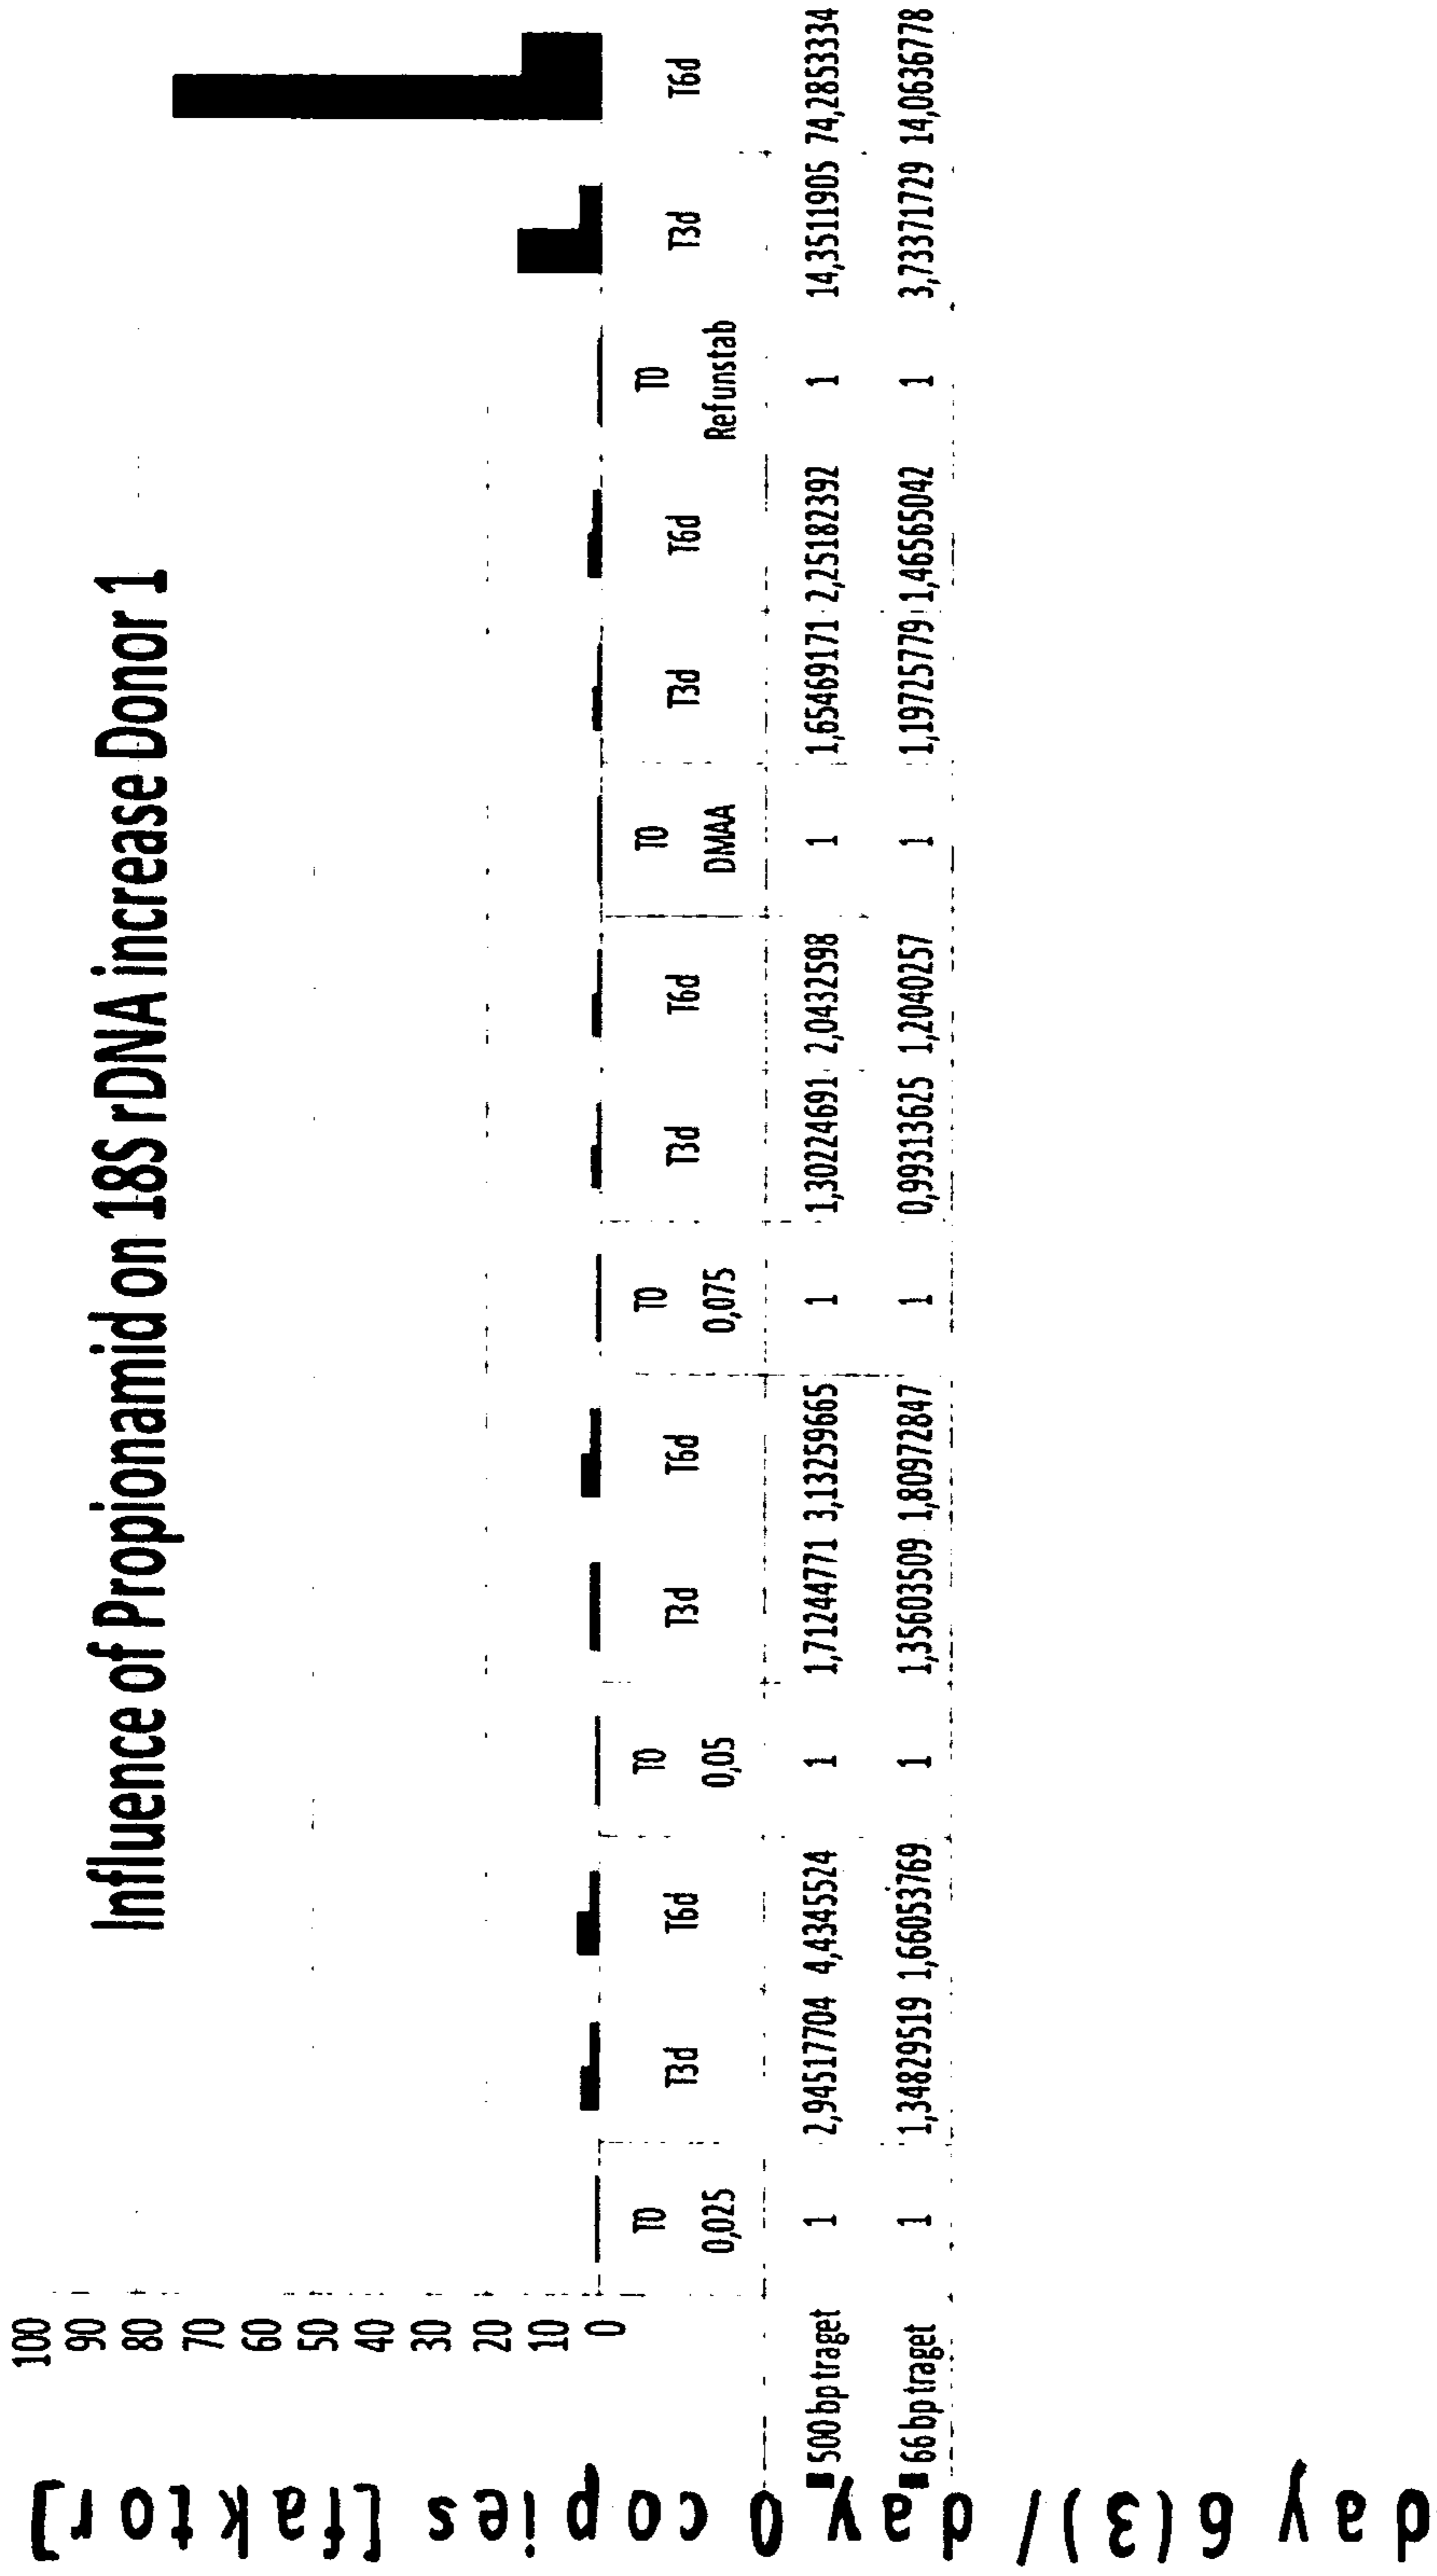 Influence of Propionamid on 18S rDNA increase Donor 1
day 6(3)/ day 0 copies [faktor]
100
90
80
70
60
50
40
30
20
10
0
T0 T3d T6d T0 T3d T6d T0 T3d T6d T0 T3d T6d T0 T3d T6d
0,025 0,05 0,075 DMAA Refunstab
500 bp traget 1 2,94517704 4,4345524 1 1,71244771 3,13259665 1 1,30224691 2,0432598 1 1,65469171 2,25182392 1 14,3511905 74,2853334
66 bp traget 1 1,34829519 1,66053769 1 1,35603509 1,80972847 1 0,99313625 1,2040257 1 1,19725779 1,46565042 1 3,73371729 14,0636778